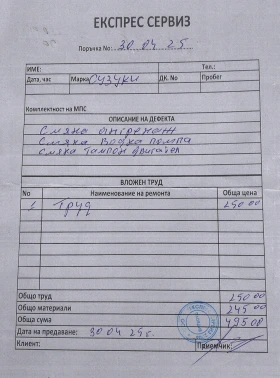 ЕКСПРЕС СЕРВИЗ
Поръчка No: 30.04.25
ИМЕ: Тел.:
Дата, час Марка СУЗУКИ ДК. No Пробег
Комплектност на МПС
ОПИСАНИЕ НА ДЕФЕКТА
Смяна ангренаж
Смяна водна помпа
Смяна тампон двигател
ВЛОЖЕН ТРУД
No Наименование на ремонта Обща цена
1 Труд 250.00
Общо труд 250.00
Общо материали 245.00
Обща сума 495.00
Дата на предаване: 30.04 25г.
Клиент: Приемчик: